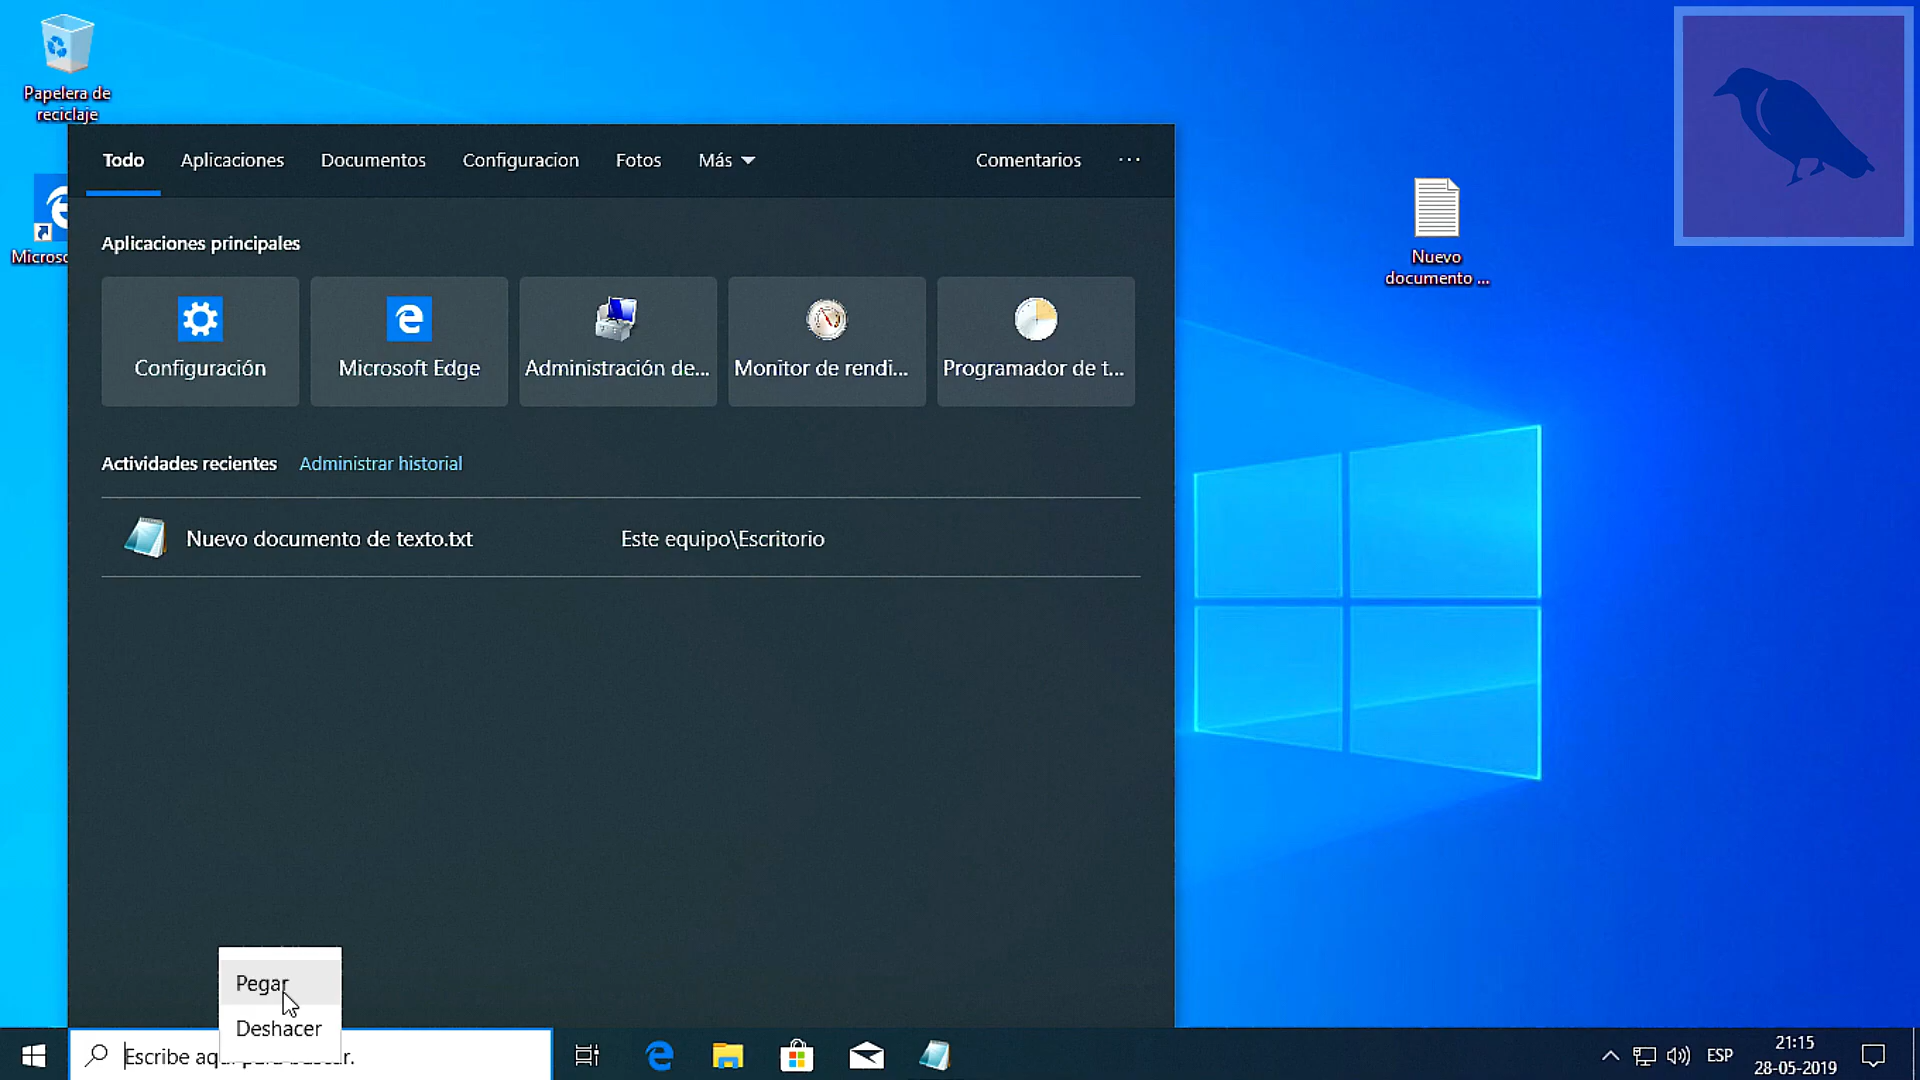 Papelera de
reciclaje
Todo Aplicaciones Documentos Configuracion Fotos Más Comentarios ...
Microso
Aplicaciones principales
Nuevo
documento ...
Configuración Microsoft Edge Administración de... Monitor de rendi... Programador de t...
Actividades recientes Administrar historial
Nuevo documento de texto.txt Este equipo\Escritorio
Pegar
Deshacer
Escribe aquí para buscar.
ESP
21:15
28-05-2019